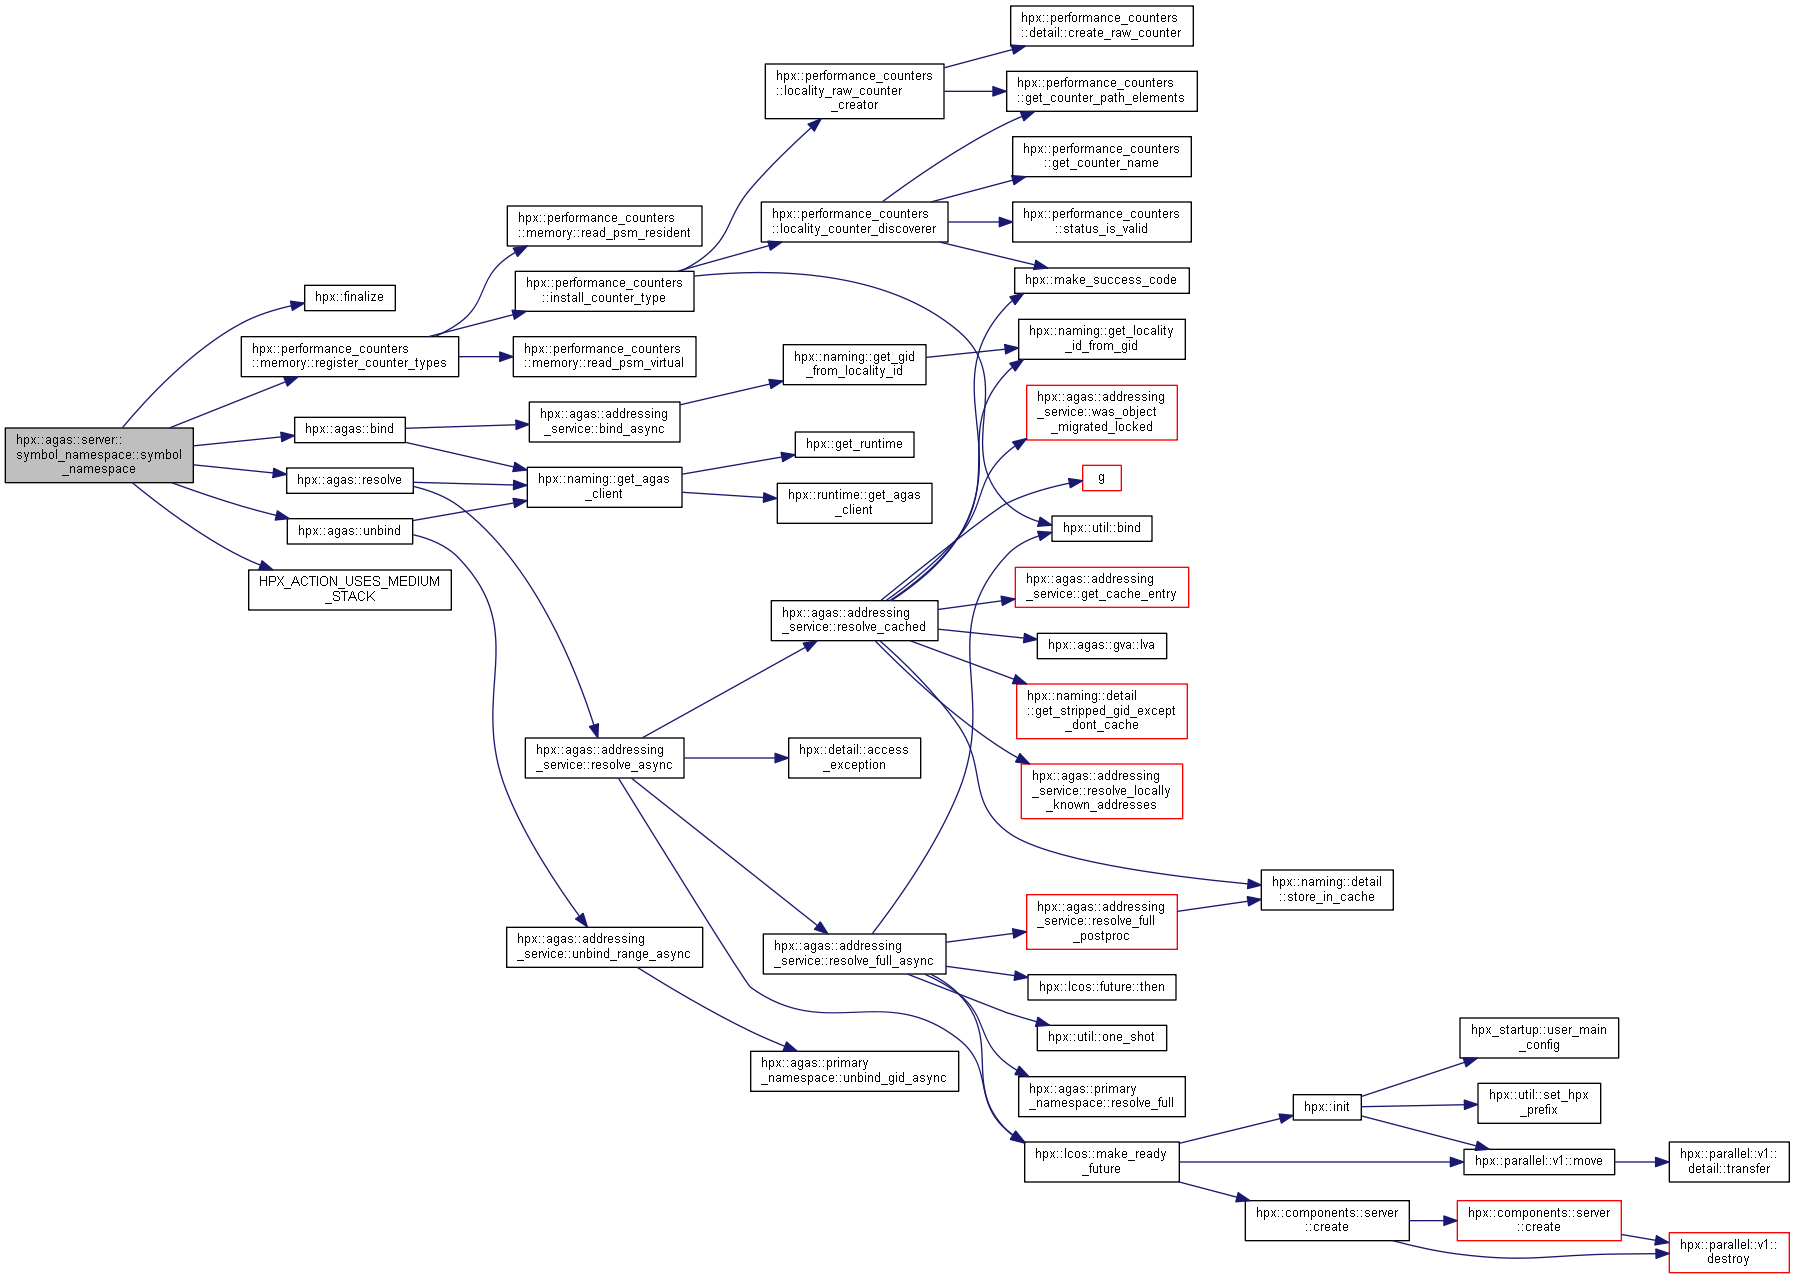 hpx::agas::server::
symbol_namespace::symbol
_namespace
hpx::finalize
hpx::performance_counters
::memory::register_counter_types
hpx::agas::bind
hpx::agas::resolve
hpx::agas::unbind
HPX_ACTION_USES_MEDIUM
_STACK
hpx::performance_counters
::memory::read_psm_resident
hpx::performance_counters
::install_counter_type
hpx::performance_counters
::memory::read_psm_virtual
hpx::agas::addressing
_service::bind_async
hpx::naming::get_agas
_client
hpx::agas::addressing
_service::resolve_async
hpx::agas::addressing
_service::unbind_range_async
hpx::performance_counters
::locality_raw_counter
_creator
hpx::performance_counters
::locality_counter_discoverer
hpx::naming::get_gid
_from_locality_id
hpx::get_runtime
hpx::runtime::get_agas
_client
hpx::agas::addressing
_service::resolve_cached
hpx::detail::access
_exception
hpx::agas::addressing
_service::resolve_full_async
hpx::agas::primary
_namespace::unbind_gid_async
hpx::performance_counters
::detail::create_raw_counter
hpx::performance_counters
::get_counter_path_elements
hpx::performance_counters
::get_counter_name
hpx::performance_counters
::status_is_valid
hpx::make_success_code
hpx::naming::get_locality
_id_from_gid
hpx::agas::addressing
_service::was_object
_migrated_locked
g
hpx::util::bind
hpx::agas::addressing
_service::get_cache_entry
hpx::agas::gva::lva
hpx::naming::detail
::get_stripped_gid_except
_dont_cache
hpx::agas::addressing
_service::resolve_locally
_known_addresses
hpx::agas::addressing
_service::resolve_full
_postproc
hpx::lcos::future::then
hpx::util::one_shot
hpx::agas::primary
_namespace::resolve_full
hpx::lcos::make_ready
_future
hpx::naming::detail
::store_in_cache
hpx::init
hpx::components::server
::create
hpx_startup::user_main
_config
hpx::util::set_hpx
_prefix
hpx::parallel::v1::move
hpx::components::server
::create
hpx::parallel::v1::
detail::transfer
hpx::parallel::v1::
destroy